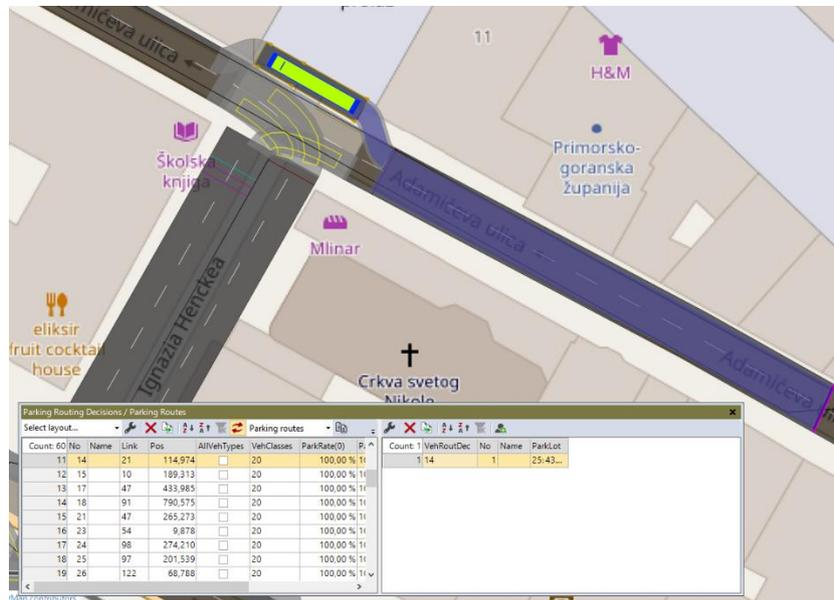 Adamićeva ulica
11
H&M
Primorsko-
goranska
županija
Školska
knjiga
Adamićeva ulica
Mlinar
Ignazia Henckea
eliksir
fruit cocktail
house
Crkva svetog
Nikole
Adamićeva
Parking Routing Decisions / Parking Routes
Select layout...
Parking routes
Count: 60 No Name Link Pos AllVehTypes VehClasses ParkRate(0)
11 14 21 114,974 20 100,00 %
12 15 10 189,313 20 100,00 %
13 17 47 433,985 20 100,00 %
14 18 91 790,575 20 100,00 %
15 21 47 265,273 20 100,00 %
16 23 54 9,878 20 100,00 %
17 24 98 274,210 20 100,00 %
18 25 97 201,539 20 100,00 %
19 26 122 68,788 20 100,00 %
Count: 1 VehRoutDec No Name ParkLot
1 14 1 25:43...